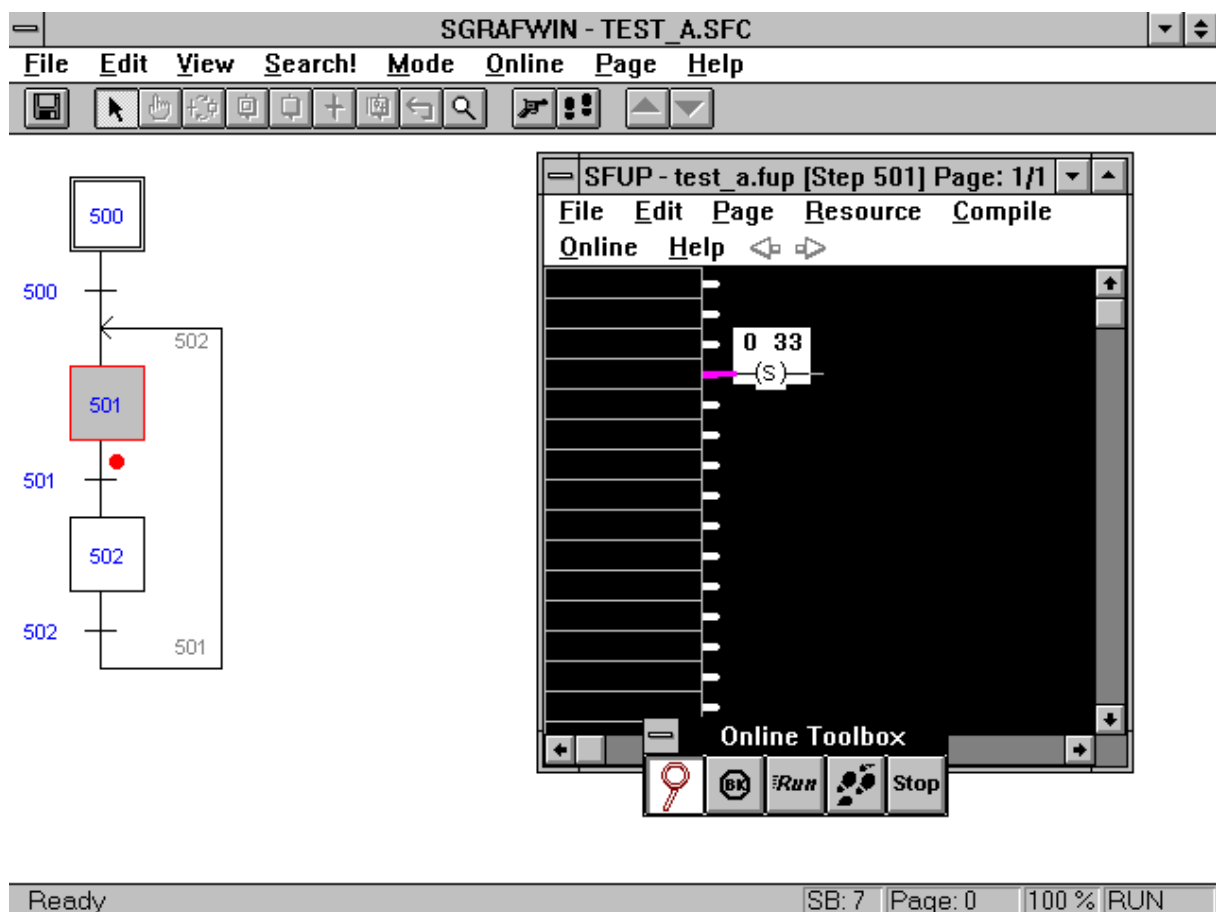 SGRAFWIN - TEST_A.SFC
File Edit View Search! Mode Online Page Help
500
500
502
501
501
502
502
501
SFUP - test_a.fup [Step 501] Page: 1/1
File Edit Page Resource Compile
Online Help
O 33
(S)
Online Toolbox
BK Run Stop
Ready SB: 7 Page: 0 100 % RUN